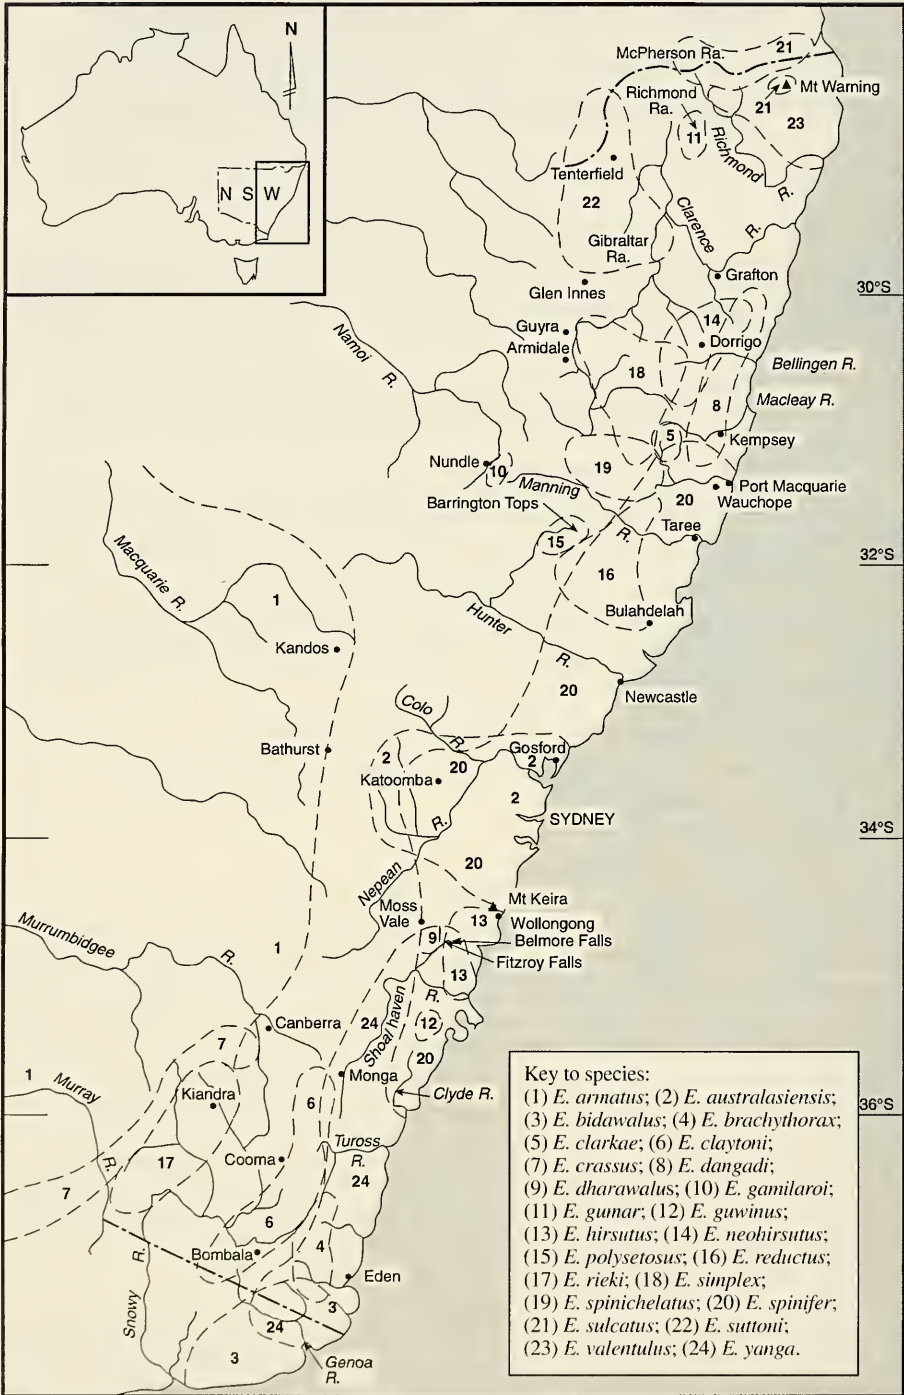 N
N S W
McPherson Ra.
21
Richmond
Ra.
Mt Warning
21
23
11
Richmond
R.
Tenterfield
22
Clarence
R.
Gibraltar
Ra.
Grafton
Glen Innes
30°S
Guyra
14
Armidale
Dorrigo
Namoi
R.
Bellingen R.
18
Macleay R.
8
5
Kempsey
Nundle
10
19
Manning
R.
Port Macquarie
Wauchope
20
Barrington Tops
Taree
15
32°S
16
Macquarie R.
1
Hunter
R.
Bulahdelah
Kandos
20
Newcastle
Colo
R.
Bathurst
Gosford
2
20
2
Katoomba
2
R.
SYDNEY
34°S
20
Nepean
Mt Keira
Moss
Vale
13
Wollongong
Murrumbidgee
R.
9
Belmore Falls
1
Fitzroy Falls
13
Shoalhaven
R.
24
12
Canberra
7
20
1
Murray
R.
Monga
Kiandra
6
Clyde R.
36°S
Tuross
R.
Cooma
17
24
7
6
4
Bombala
Snowy
R.
Eden
3
24
3
Genoa
R.
Key to species:
(1) E. armatus; (2) E. australasiensis;
(3) E. bidawalus; (4) E. brachythorax;
(5) E. clarkae; (6) E. claytoni;
(7) E. crassus; (8) E. dangadi;
(9) E. dharawalus; (10) E. gamilaroi;
(11) E. gumar; (12) E. guwinus;
(13) E. hirsutus; (14) E. neohirsutus;
(15) E. polysetosus; (16) E. reductus;
(17) E. rieki; (18) E. simplex;
(19) E. spinichelatus; (20) E. spinifer;
(21) E. sulcatus; (22) E. suttoni;
(23) E. valentulus; (24) E. yanga.